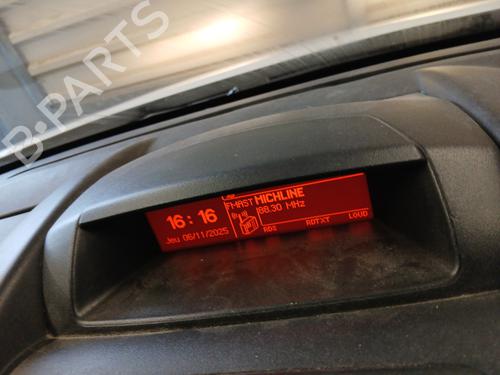 B-PARTS
FMAST MICHLINE
16:16 88.30 MHz
Jeu 06/11/2025
RDS RDTXT LOUD